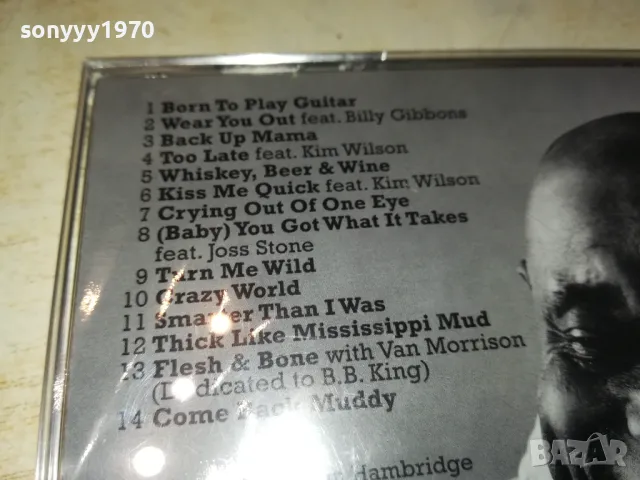 sonyyy1970
1 Born To Play Guitar
2 Wear You Out feat. Billy Gibbons
3 Back Up Mama
4 Too Late feat. Kim Wilson
5 Whiskey, Beer & Wine
6 Kiss Me Quick feat. Kim Wilson
7 Crying Out Of One Eye
8 (Baby) You Got What It Takes
feat. Joss Stone
9 Turn Me Wild
10 Crazy World
11 Smarter Than I Was
12 Thick Like Mississippi Mud
13 Flesh & Bone with Van Morrison
(Dedicated to B.B. King)
14 Come Back Muddy
Hambridge
BAZAR
bg